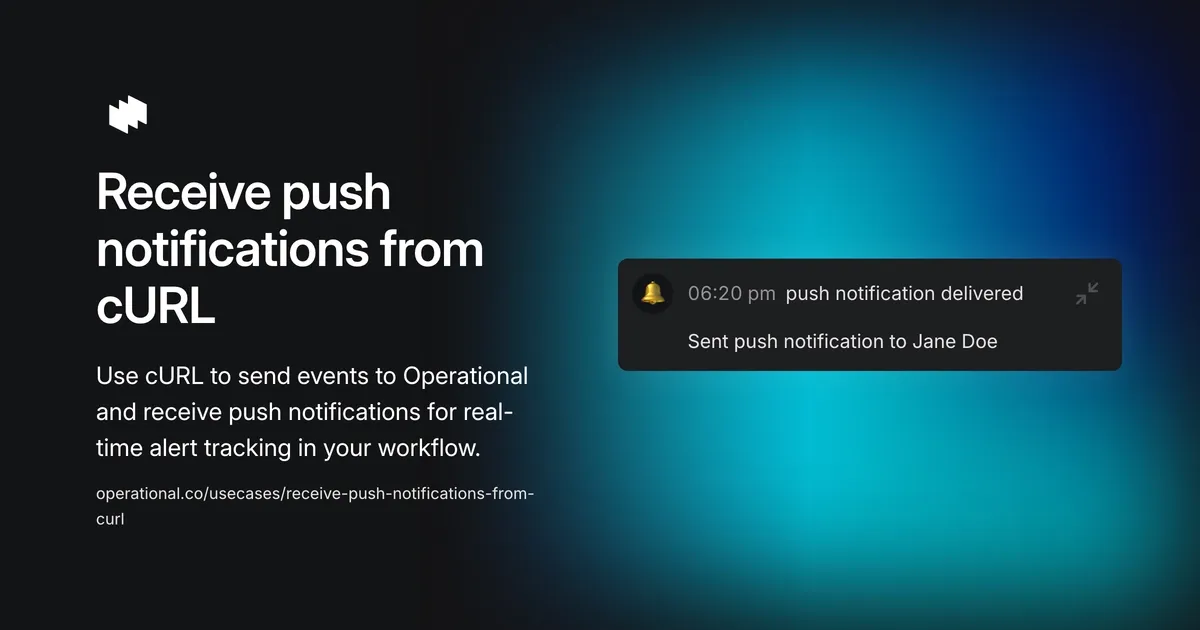 Receive push
notifications from
cURL
Use cURL to send events to Operational
and receive push notifications for real-
time alert tracking in your workflow.
operational.co/usecases/receive-push-notifications-from-
curl
06:20 pm push notification delivered
Sent push notification to Jane Doe